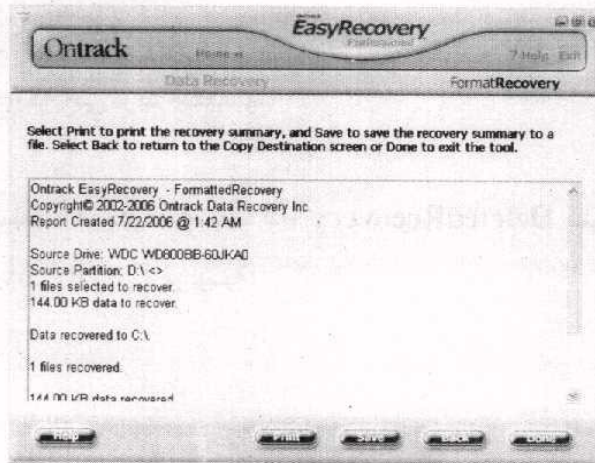 EasyRecovery
Professional
Ontrack
Home
? Help Exit
Data Recovery
FormatRecovery
Select Print to print the recovery summary, and Save to save the recovery summary to a
file. Select Back to return to the Copy Destination screen or Done to exit the tool.
Ontrack EasyRecovery - FormattedRecovery
Copyright© 2002-2006 Ontrack Data Recovery Inc.
Report Created 7/22/2006 @ 1:42 AM
Source Drive: WDC WD800BB-60JKA0
Source Partition: D:\ <>
1 files selected to recover.
144.00 KB data to recover.
Data recovered to C:\
1 files recovered.
144.00 KB data recovered
Help
Print
Save
Back
Done